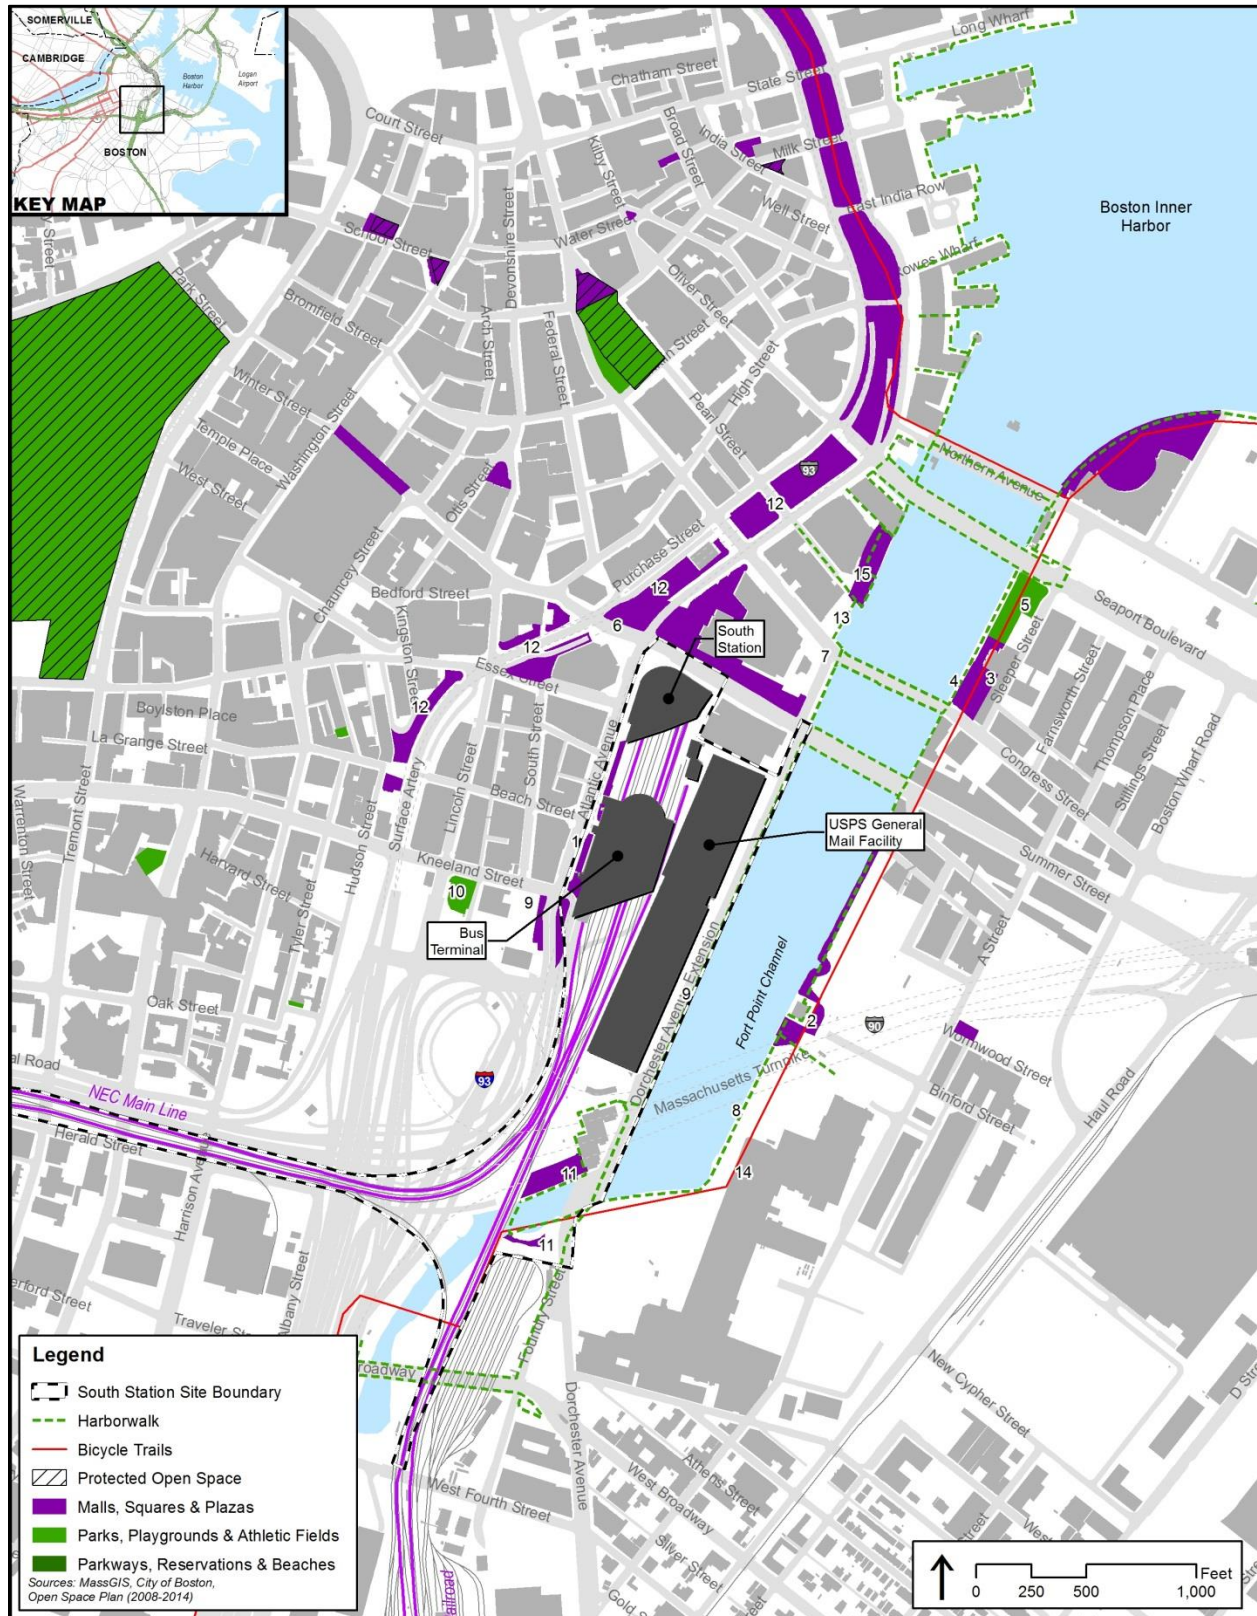 SOMERVILLE
CAMBRIDGE
Boston
Harbor
Logan
Airport
BOSTON
KEY MAP
Long Wharf
Chatham Street
State Street
Court Street
Broad Street
India Street
Milk Street
Kilby Street
East India Row
Well Street
Boston Inner
Harbor
School Street
Water Street
Devonshire Street
Rowes Wharf
Park Street
Oliver Street
Bromfield Street
Arch Street
Federal Street
High Street
Winter Street
Pearl Street
Temple Place
Washington Street
West Street
Otis Street
Northern Avenue
93
12
Purchase Street
Chauncey Street
Bedford Street
12
15
5
Seaport Boulevard
Kingston Street
6
13
12
South
Station
7
Sleeper Street
Essex Street
4
3
Farnsworth Street
Thompson Place
Boylston Place
12
Stillings Street
Boston Wharf Road
La Grange Street
South Street
Atlantic Avenue
Congress Street
Surface Artery
Lincoln Street
Beach Street
Warrenton Street
Tremont Street
Hudson Street
1
USPS General
Mail Facility
Summer Street
Harvard Street
Kneeland Street
10
9
Tyler Street
Bus
Terminal
A Street
Dorchester Avenue Extension
9
Fort Point Channel
Oak Street
2
90
Wormwood Street
Massachusetts Turnpike
93
Binford Street
Haul Road
NEC Main Line
8
Herald Street
Harrison Avenue
11
14
11
Albany Street
Traveler
Foundry Street
New Cypher Street
Dorchester Avenue
Athens Street
West Broadway
West Fourth Street
Silver Street
Legend
South Station Site Boundary
Harborwalk
Bicycle Trails
Protected Open Space
Malls, Squares & Plazas
Parks, Playgrounds & Athletic Fields
Parkways, Reservations & Beaches
Sources: MassGIS, City of Boston,
Open Space Plan (2008-2014)
Feet
0 250 500 1,000